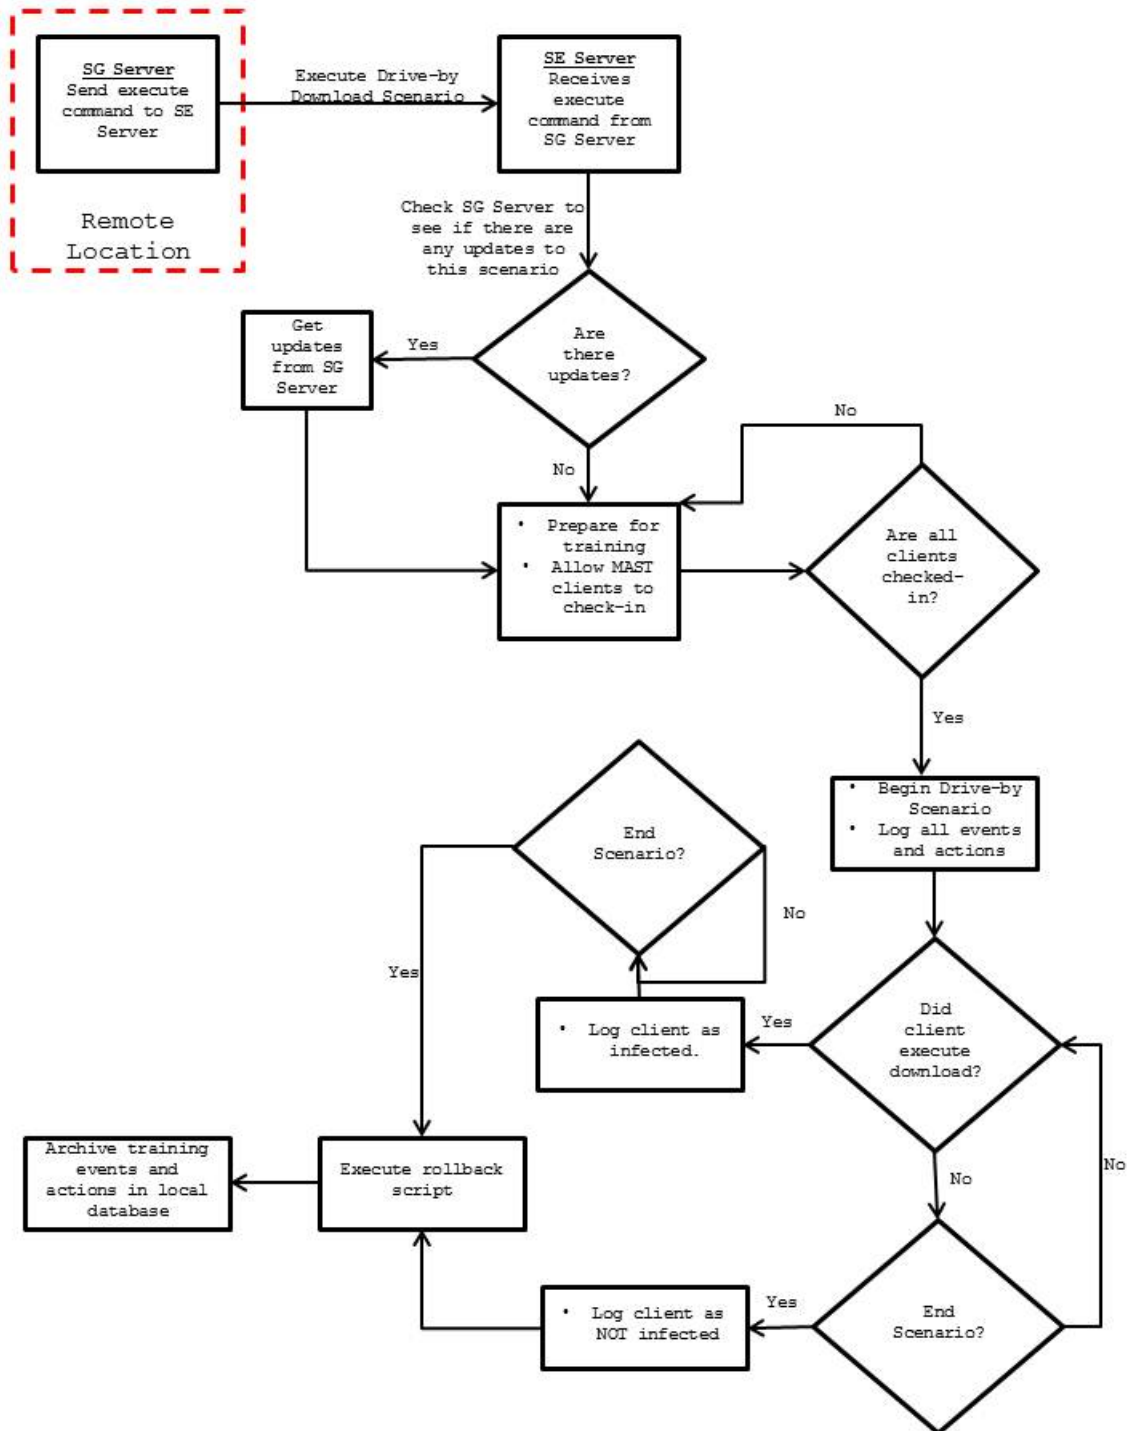 SG Server
Send execute
command to SE
Server
Remote
Location
Execute Drive-by
Download Scenario
SE Server
Receives
execute
command from
SG Server
Check SG Server to
see if there are
any updates to
this scenario
Are
there
updates?
Yes
Get
updates
from SG
Server
No
• Prepare for
training
• Allow MAST
clients to
check-in
No
Are all
clients
checked-
in?
Yes
• Begin Drive-by
Scenario
• Log all events
and actions
Did
client
execute
download?
Yes
• Log client as
infected.
End
Scenario?
No
Yes
No
End
Scenario?
No
Yes
• Log client as
NOT infected
Execute rollback
script
Archive training
events and
actions in local
database